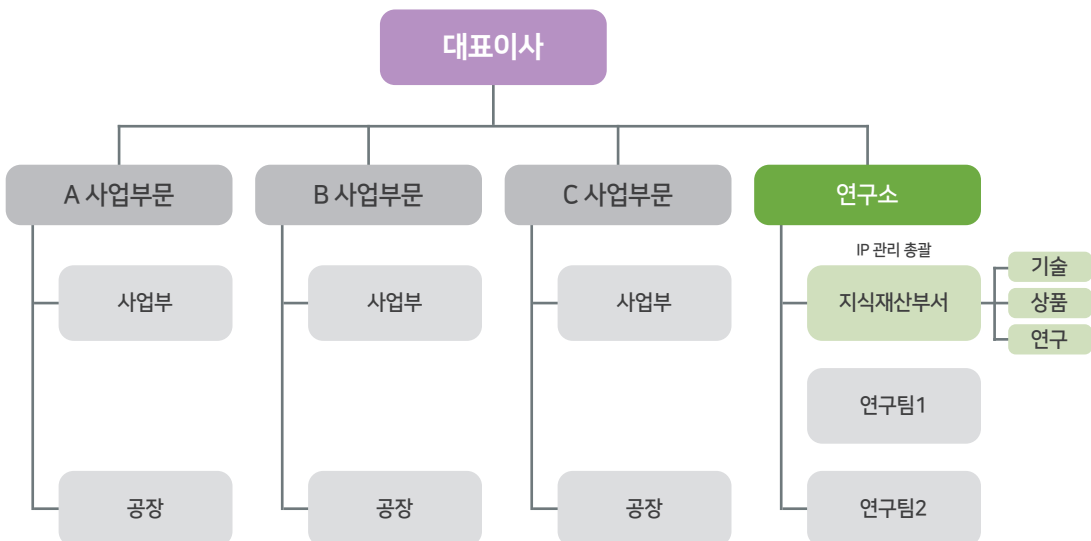 대표이사
A 사업부문
B 사업부문
C 사업부문
연구소
IP 관리 총괄
사업부
사업부
사업부
지식재산부서
기술
상품
연구
연구팀1
공장
공장
공장
연구팀2